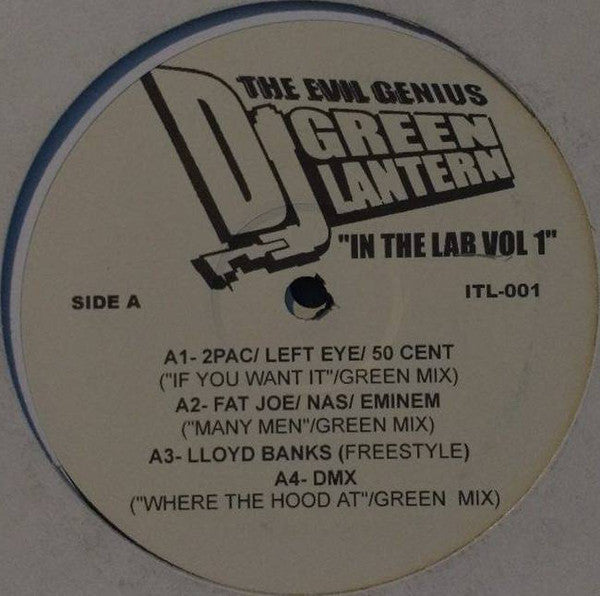 THE EVIL GENIUS
DJ GREEN
LANTERN
"IN THE LAB VOL 1"
SIDE A
ITL-001
A1- 2PAC/ LEFT EYE/ 50 CENT
("IF YOU WANT IT"/GREEN MIX)
A2- FAT JOE/ NAS/ EMINEM
("MANY MEN"/GREEN MIX)
A3- LLOYD BANKS (FREESTYLE)
A4- DMX
("WHERE THE HOOD AT"/GREEN MIX)